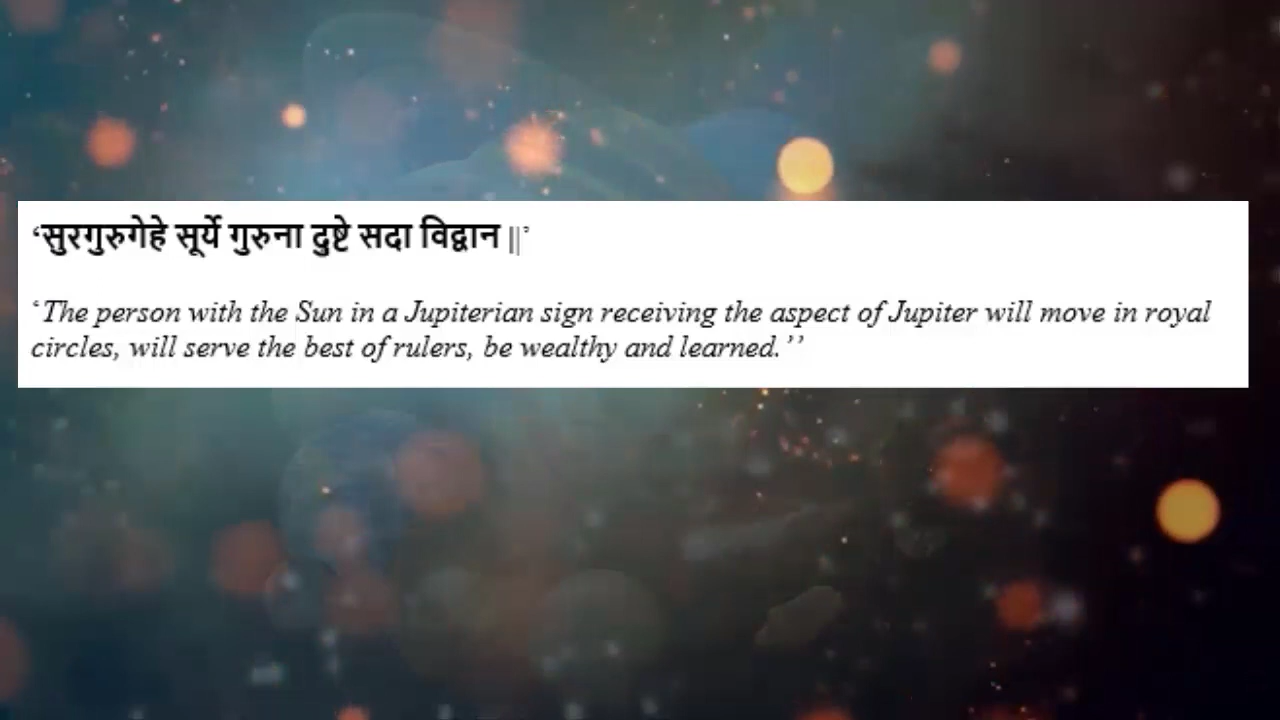 ‘सुरगुरुगेहे सूर्ये गुरुना दुष्टे सदा विद्वान ||’
‘The person with the Sun in a Jupiterian sign receiving the aspect of Jupiter will move in royal
circles, will serve the best of rulers, be wealthy and learned.’’